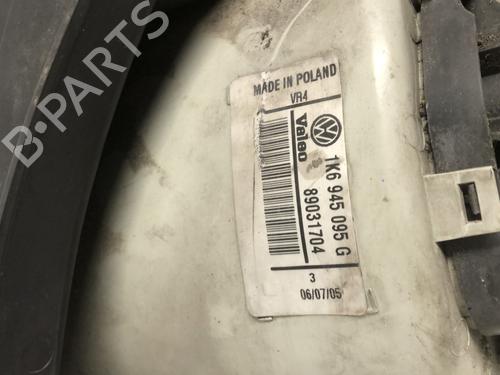 MADE IN POLAND
VR4
Valeo
1K6 945 095 G
89031704
3
06/07/05
B-PARTS